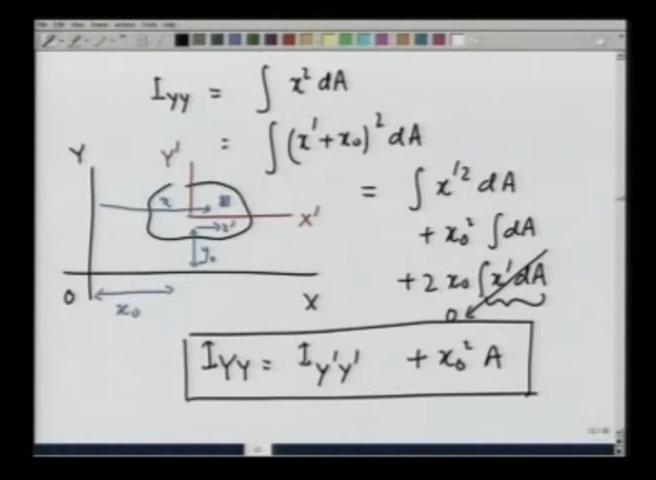 I_YY = ∫ x² dA
= ∫ (x' + x₀)² dA
= ∫ x'² dA
+ x₀² ∫ dA
+ 2 x₀ ∫ x' dA
0
Y
Y'
x
X'
x'
y₀
O
x₀
X
I_YY = I_y'y' + x₀² A